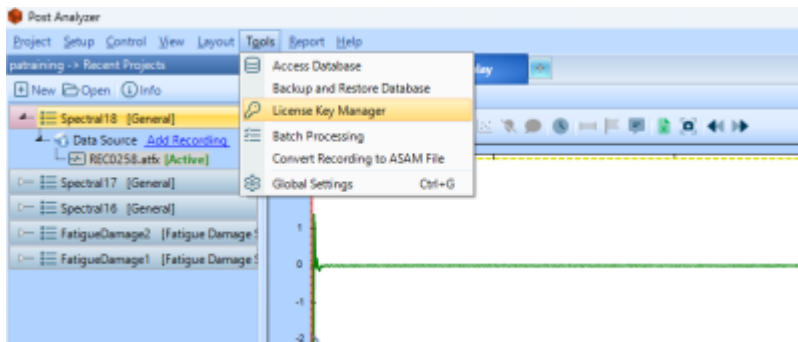 Post Analyzer
Project Setup Control View Layout Tools Report Help
patraining -> Recent Projects
New Open Info
Spectral18 [General]
Data Source Add Recording
REC0258.atfx [Active]
Spectral17 [General]
Spectral16 [General]
FatigueDamage2 [Fatigue Damage S
FatigueDamage1 [Fatigue Damage S
Access Database
Backup and Restore Database
License Key Manager
Batch Processing
Convert Recording to ASAM File
Global Settings Ctrl+G
lay
1
0
-1
-2